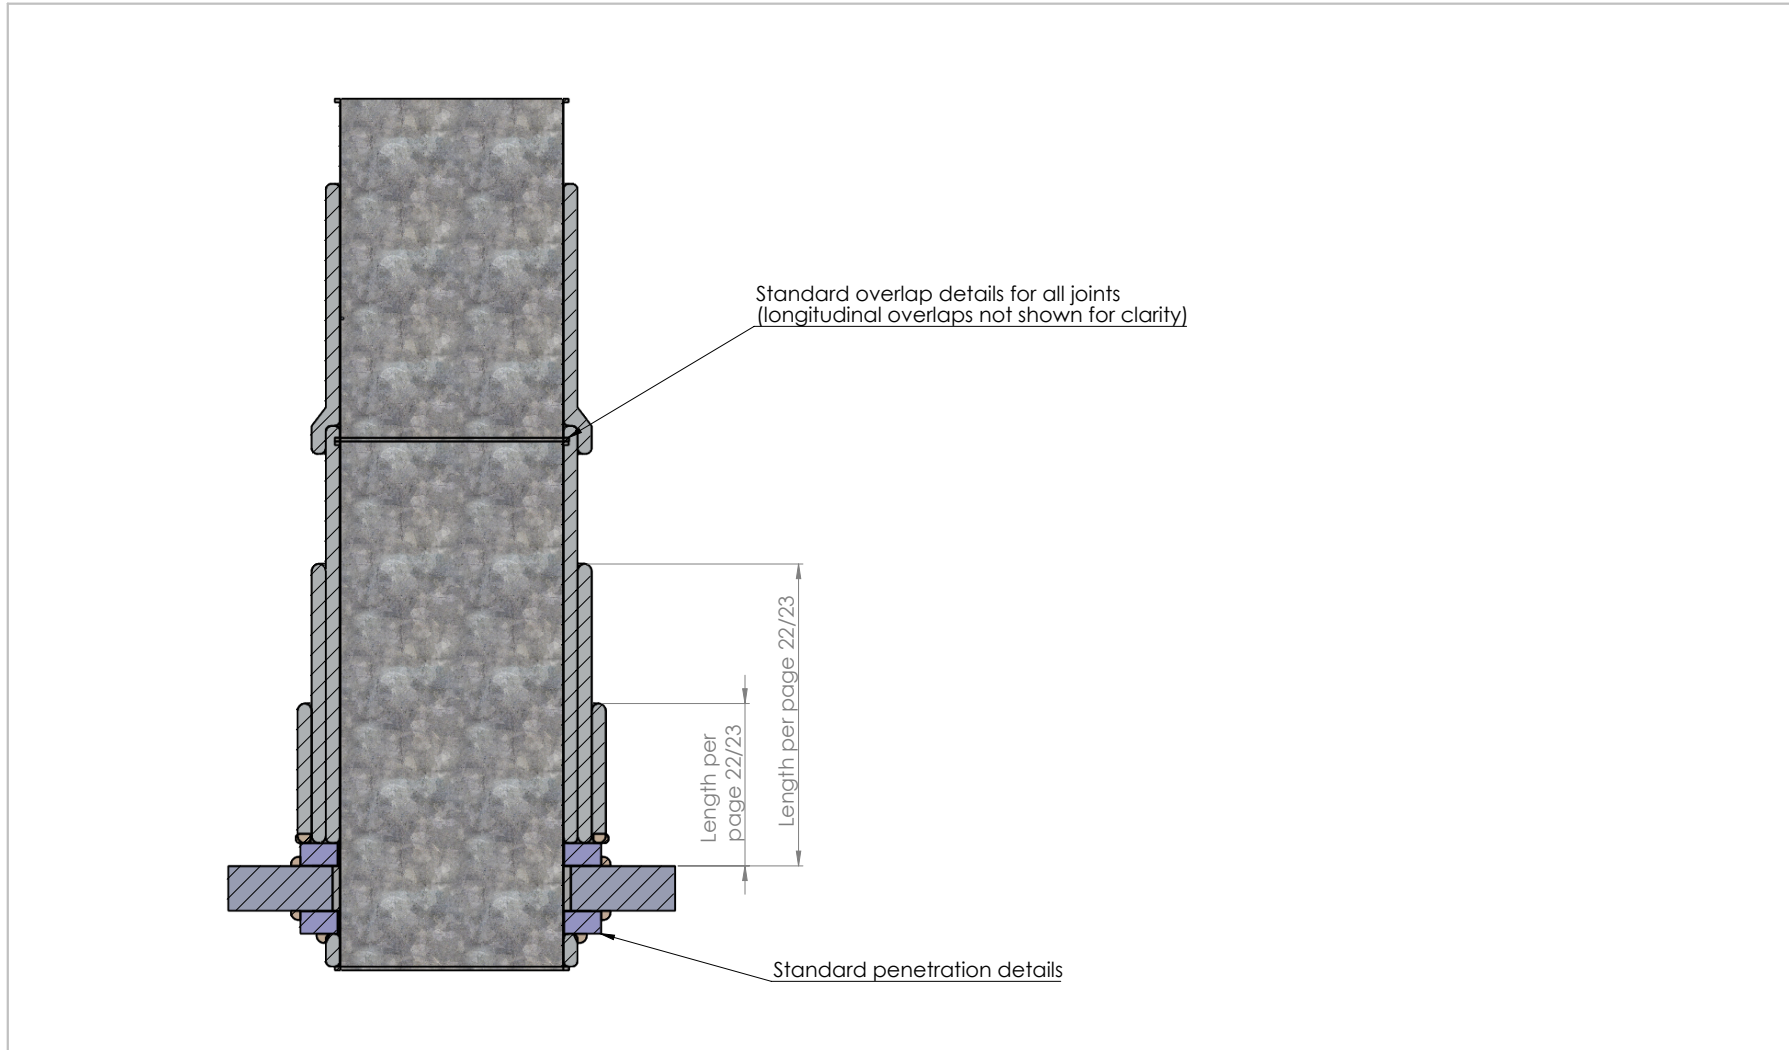 Standard overlap details for all joints
(longitudinal overlaps not shown for clarity)
Length per page 22/23
Length per
page 22/23
Standard penetration details